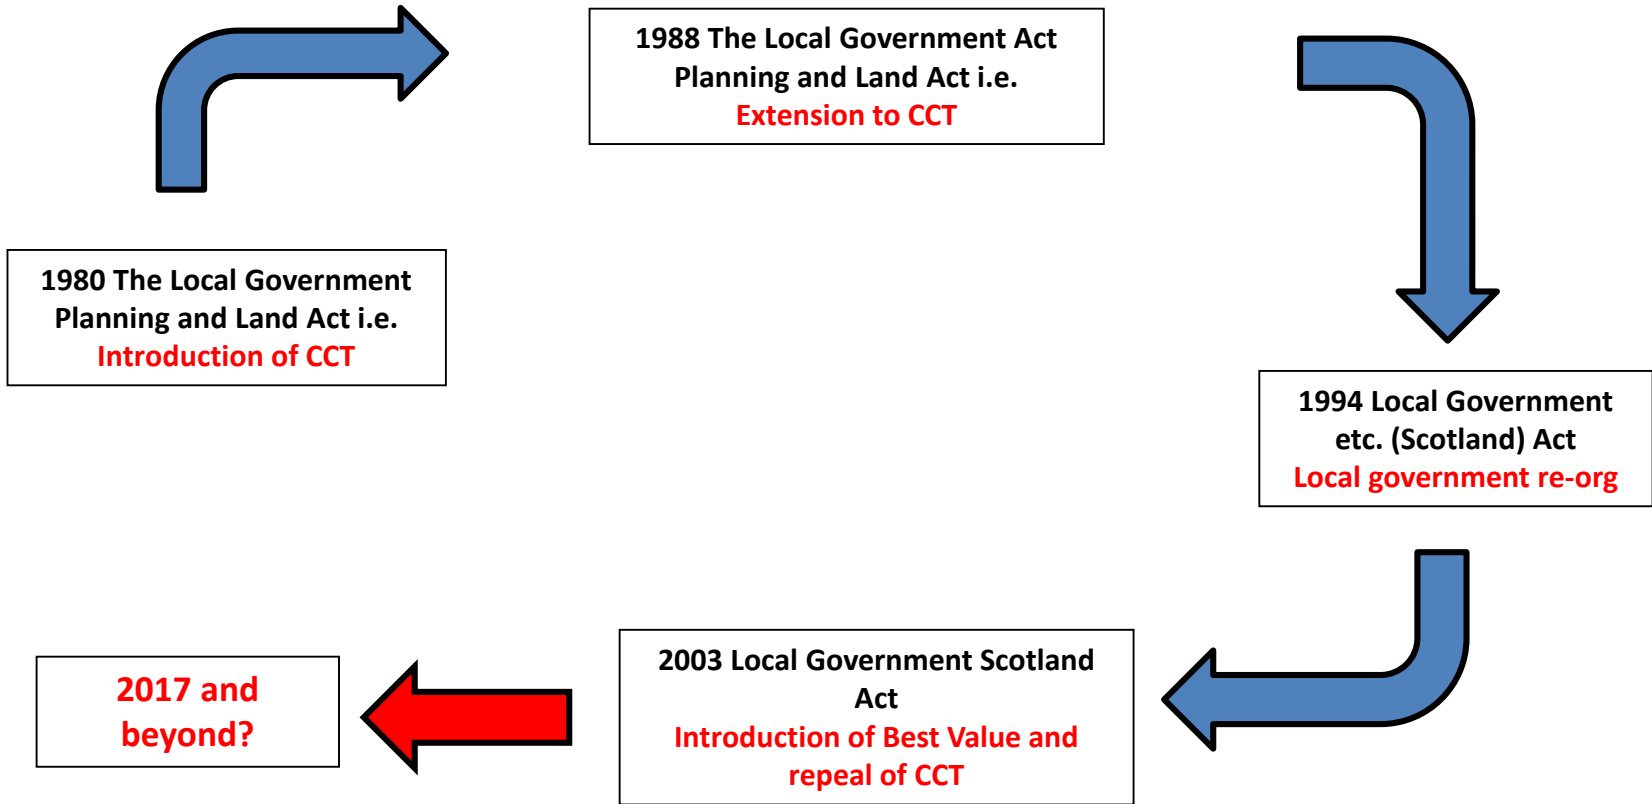 1980 The Local Government
Planning and Land Act i.e.
Introduction of CCT
1988 The Local Government Act
Planning and Land Act i.e.
Extension to CCT
1994 Local Government
etc. (Scotland) Act
Local government re-org
2003 Local Government Scotland
Act
Introduction of Best Value and
repeal of CCT
2017 and
beyond?